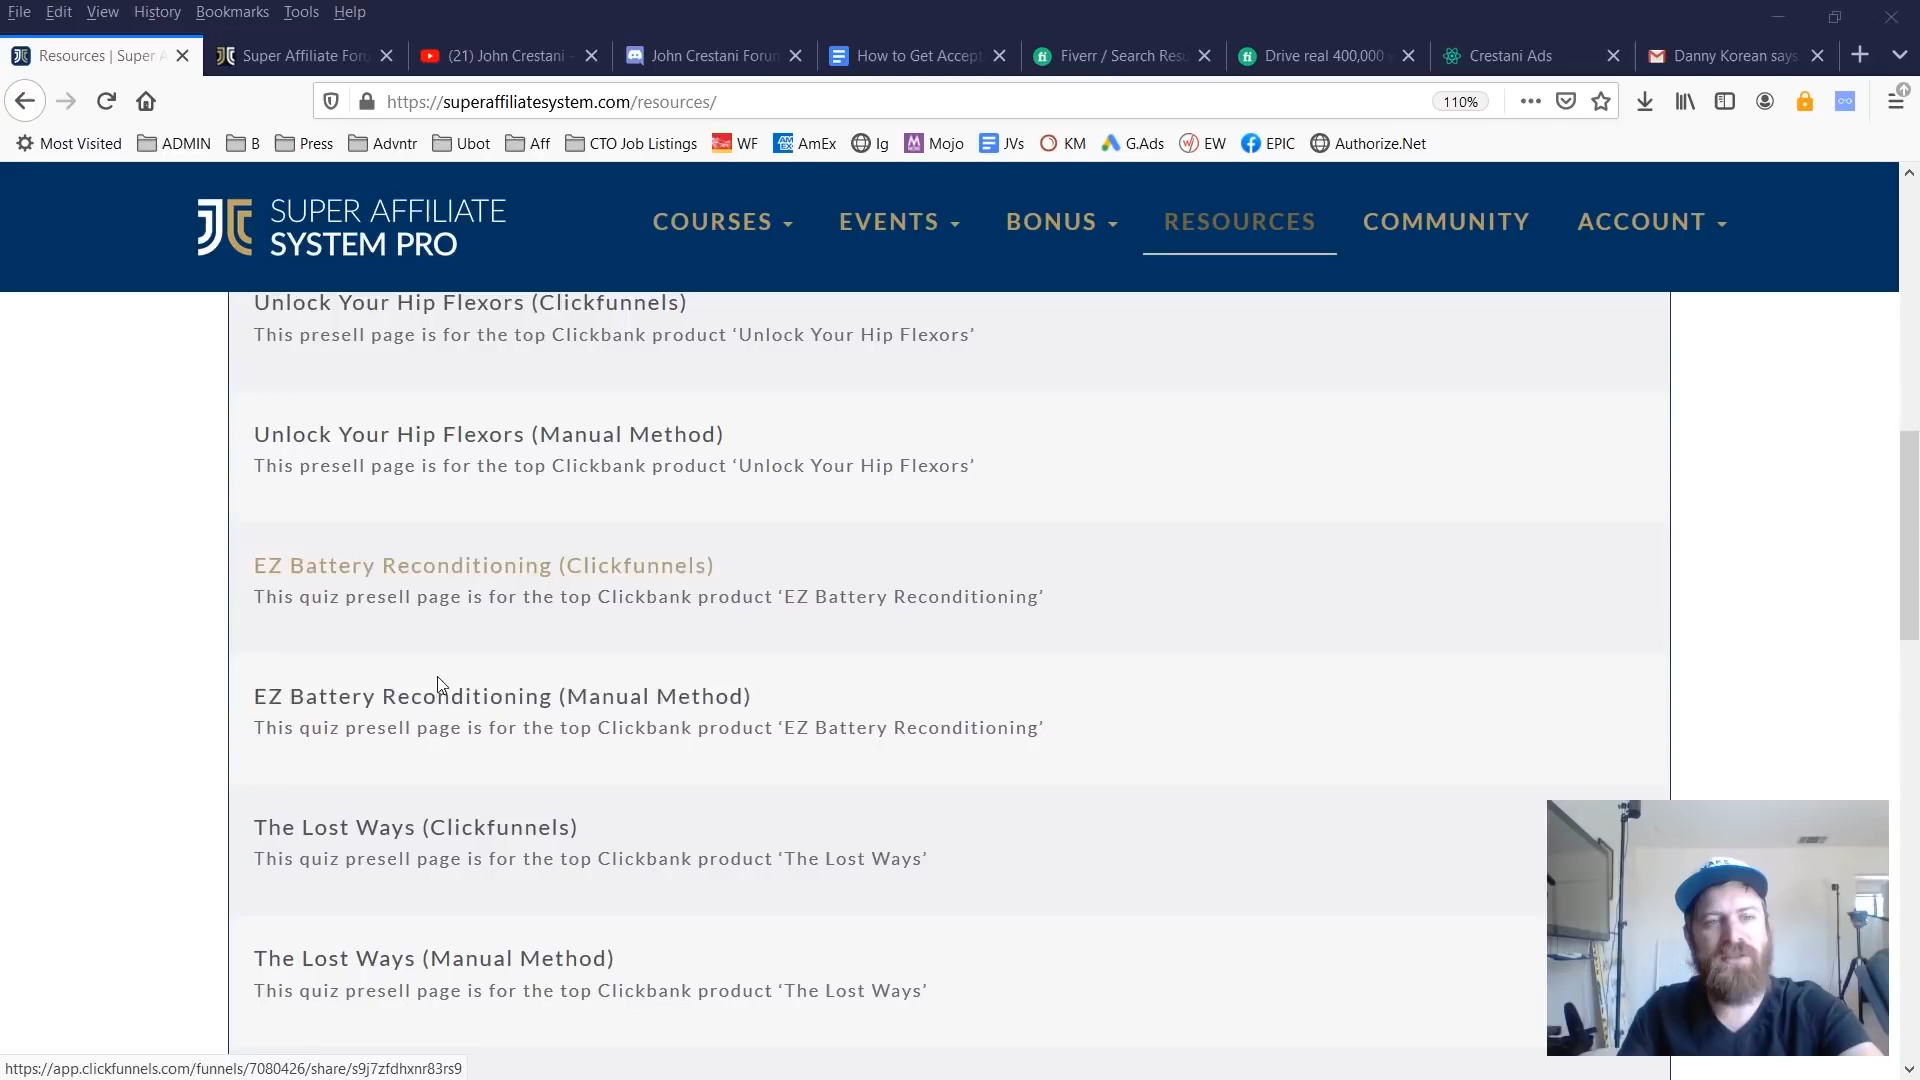 File Edit View History Bookmarks Tools Help
Resources | Super A
Super Affiliate Foru
(21) John Crestani -
John Crestani Forun
How to Get Accept
Fiverr / Search Resu
Drive real 400,000
Crestani Ads
Danny Korean says
https://superaffiliatesystem.com/resources/
110%
Most Visited ADMIN B Press Advntr Ubot Aff CTO Job Listings WF AmEx Ig Mojo JVs KM G.Ads EW EPIC Authorize.Net
SUPER AFFILIATE
SYSTEM PRO
COURSES EVENTS BONUS RESOURCES COMMUNITY ACCOUNT
Unlock Your Hip Flexors (Clickfunnels)
This presell page is for the top Clickbank product ‘Unlock Your Hip Flexors’
Unlock Your Hip Flexors (Manual Method)
This presell page is for the top Clickbank product ‘Unlock Your Hip Flexors’
EZ Battery Reconditioning (Clickfunnels)
This quiz presell page is for the top Clickbank product ‘EZ Battery Reconditioning’
EZ Battery Reconditioning (Manual Method)
This quiz presell page is for the top Clickbank product ‘EZ Battery Reconditioning’
The Lost Ways (Clickfunnels)
This quiz presell page is for the top Clickbank product ‘The Lost Ways’
The Lost Ways (Manual Method)
This quiz presell page is for the top Clickbank product ‘The Lost Ways’
https://app.clickfunnels.com/funnels/7080426/share/s9j7zfdhxnr83rs9